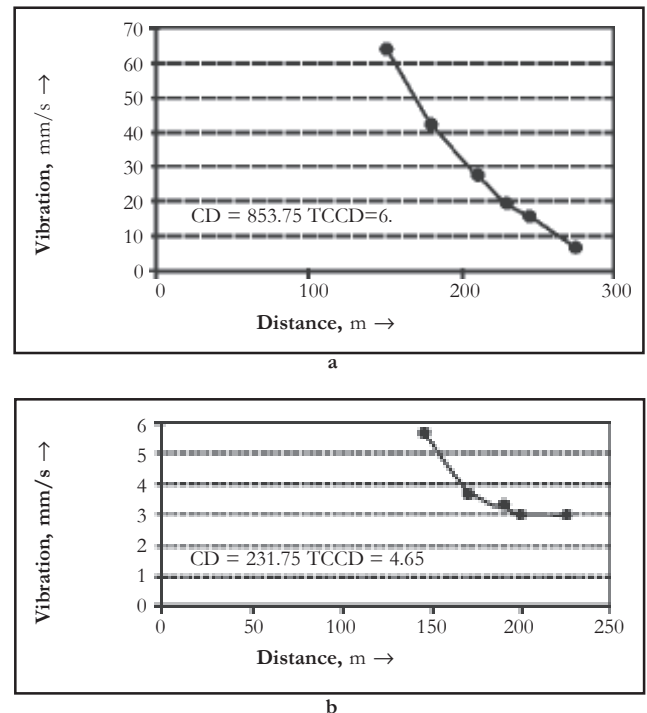 70
60
50
40
30
20
10
0
Vibration, mm/s →
CD = 853.75 TCCD=6.
0 100 200 300
Distance, m →
a
6
5
4
3
2
1
0
Vibration, mm/s →
CD = 231.75 TCCD = 4.65
0 50 100 150 200 250
Distance, m →
b